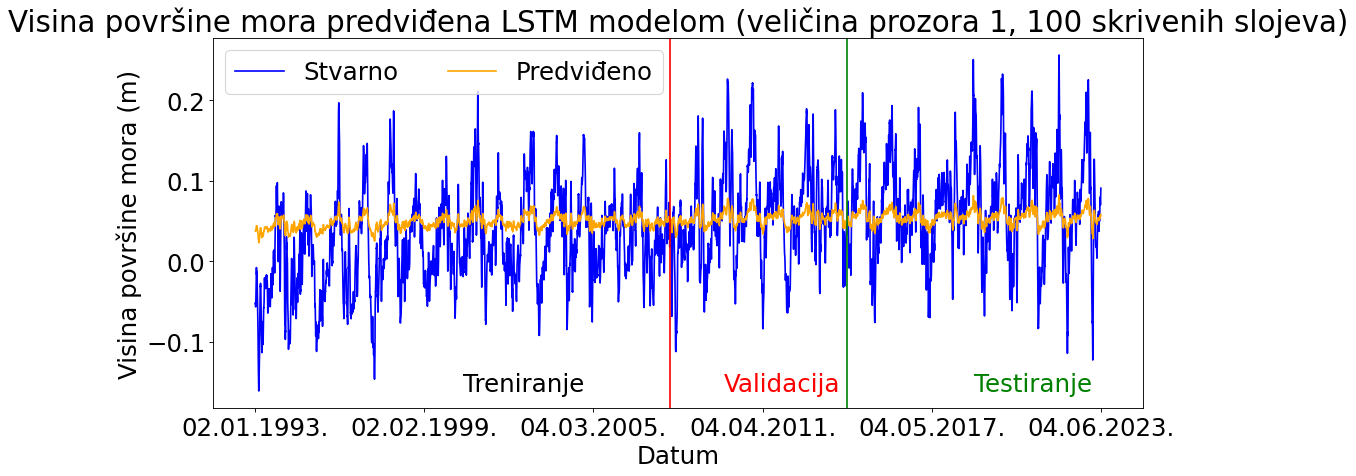 Visina površine mora predviđena LSTM modelom (veličina prozora 1, 100 skrivenih slojeva)
Stvarno
Predviđeno
Visina površine mora (m)
0.2
0.1
0.0
−0.1
Treniranje
Validacija
Testiranje
02.01.1993.
02.02.1999.
04.03.2005.
04.04.2011.
04.05.2017.
04.06.2023.
Datum